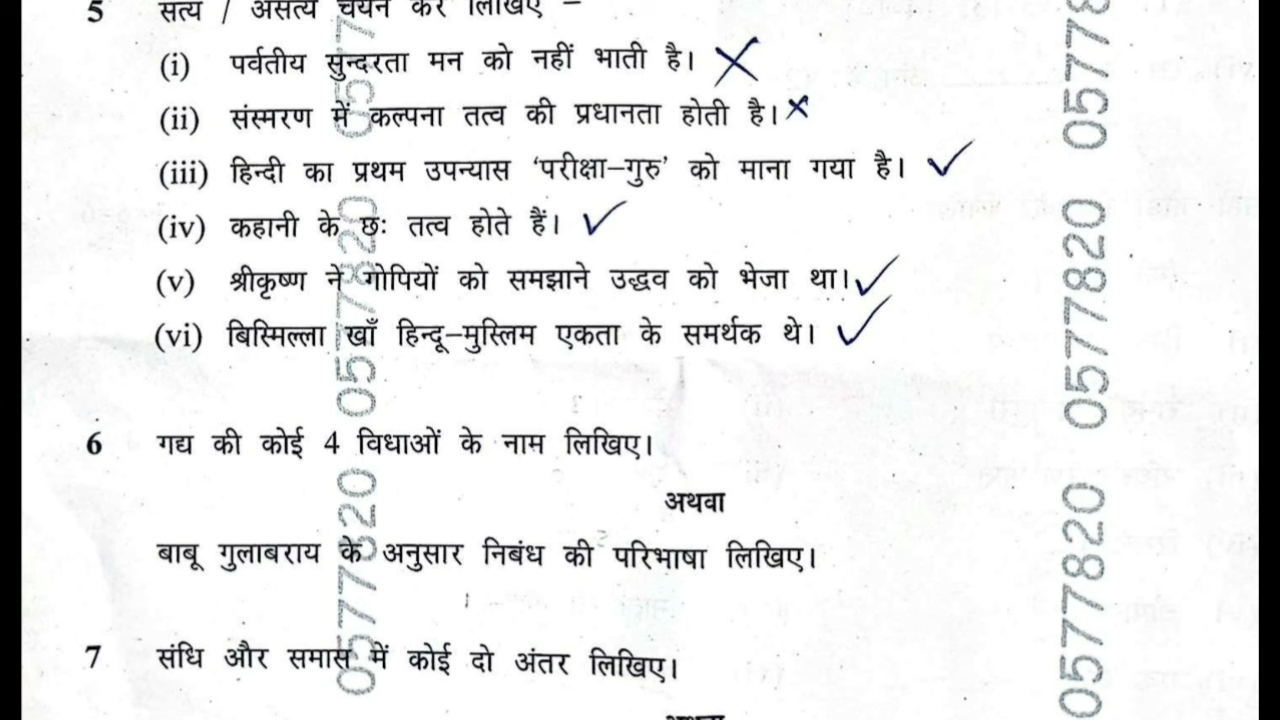 5 सत्य / असत्य चयन कर लिखिए –
(i) पर्वतीय सुन्दरता मन को नहीं भाती है।
(ii) संस्मरण में कल्पना तत्व की प्रधानता होती है।
(iii) हिन्दी का प्रथम उपन्यास ‘परीक्षा–गुरु’ को माना गया है।
(iv) कहानी के छः तत्व होते हैं।
(v) श्रीकृष्ण ने गोपियों को समझाने उद्धव को भेजा था।
(vi) बिस्मिल्ला खाँ हिन्दू–मुस्लिम एकता के समर्थक थे।
6 गद्य की कोई 4 विधाओं के नाम लिखिए।
अथवा
बाबू गुलाबराय के अनुसार निबंध की परिभाषा लिखिए।
7 संधि और समास में कोई दो अंतर लिखिए।
0577820 0577820
0577820 0577820